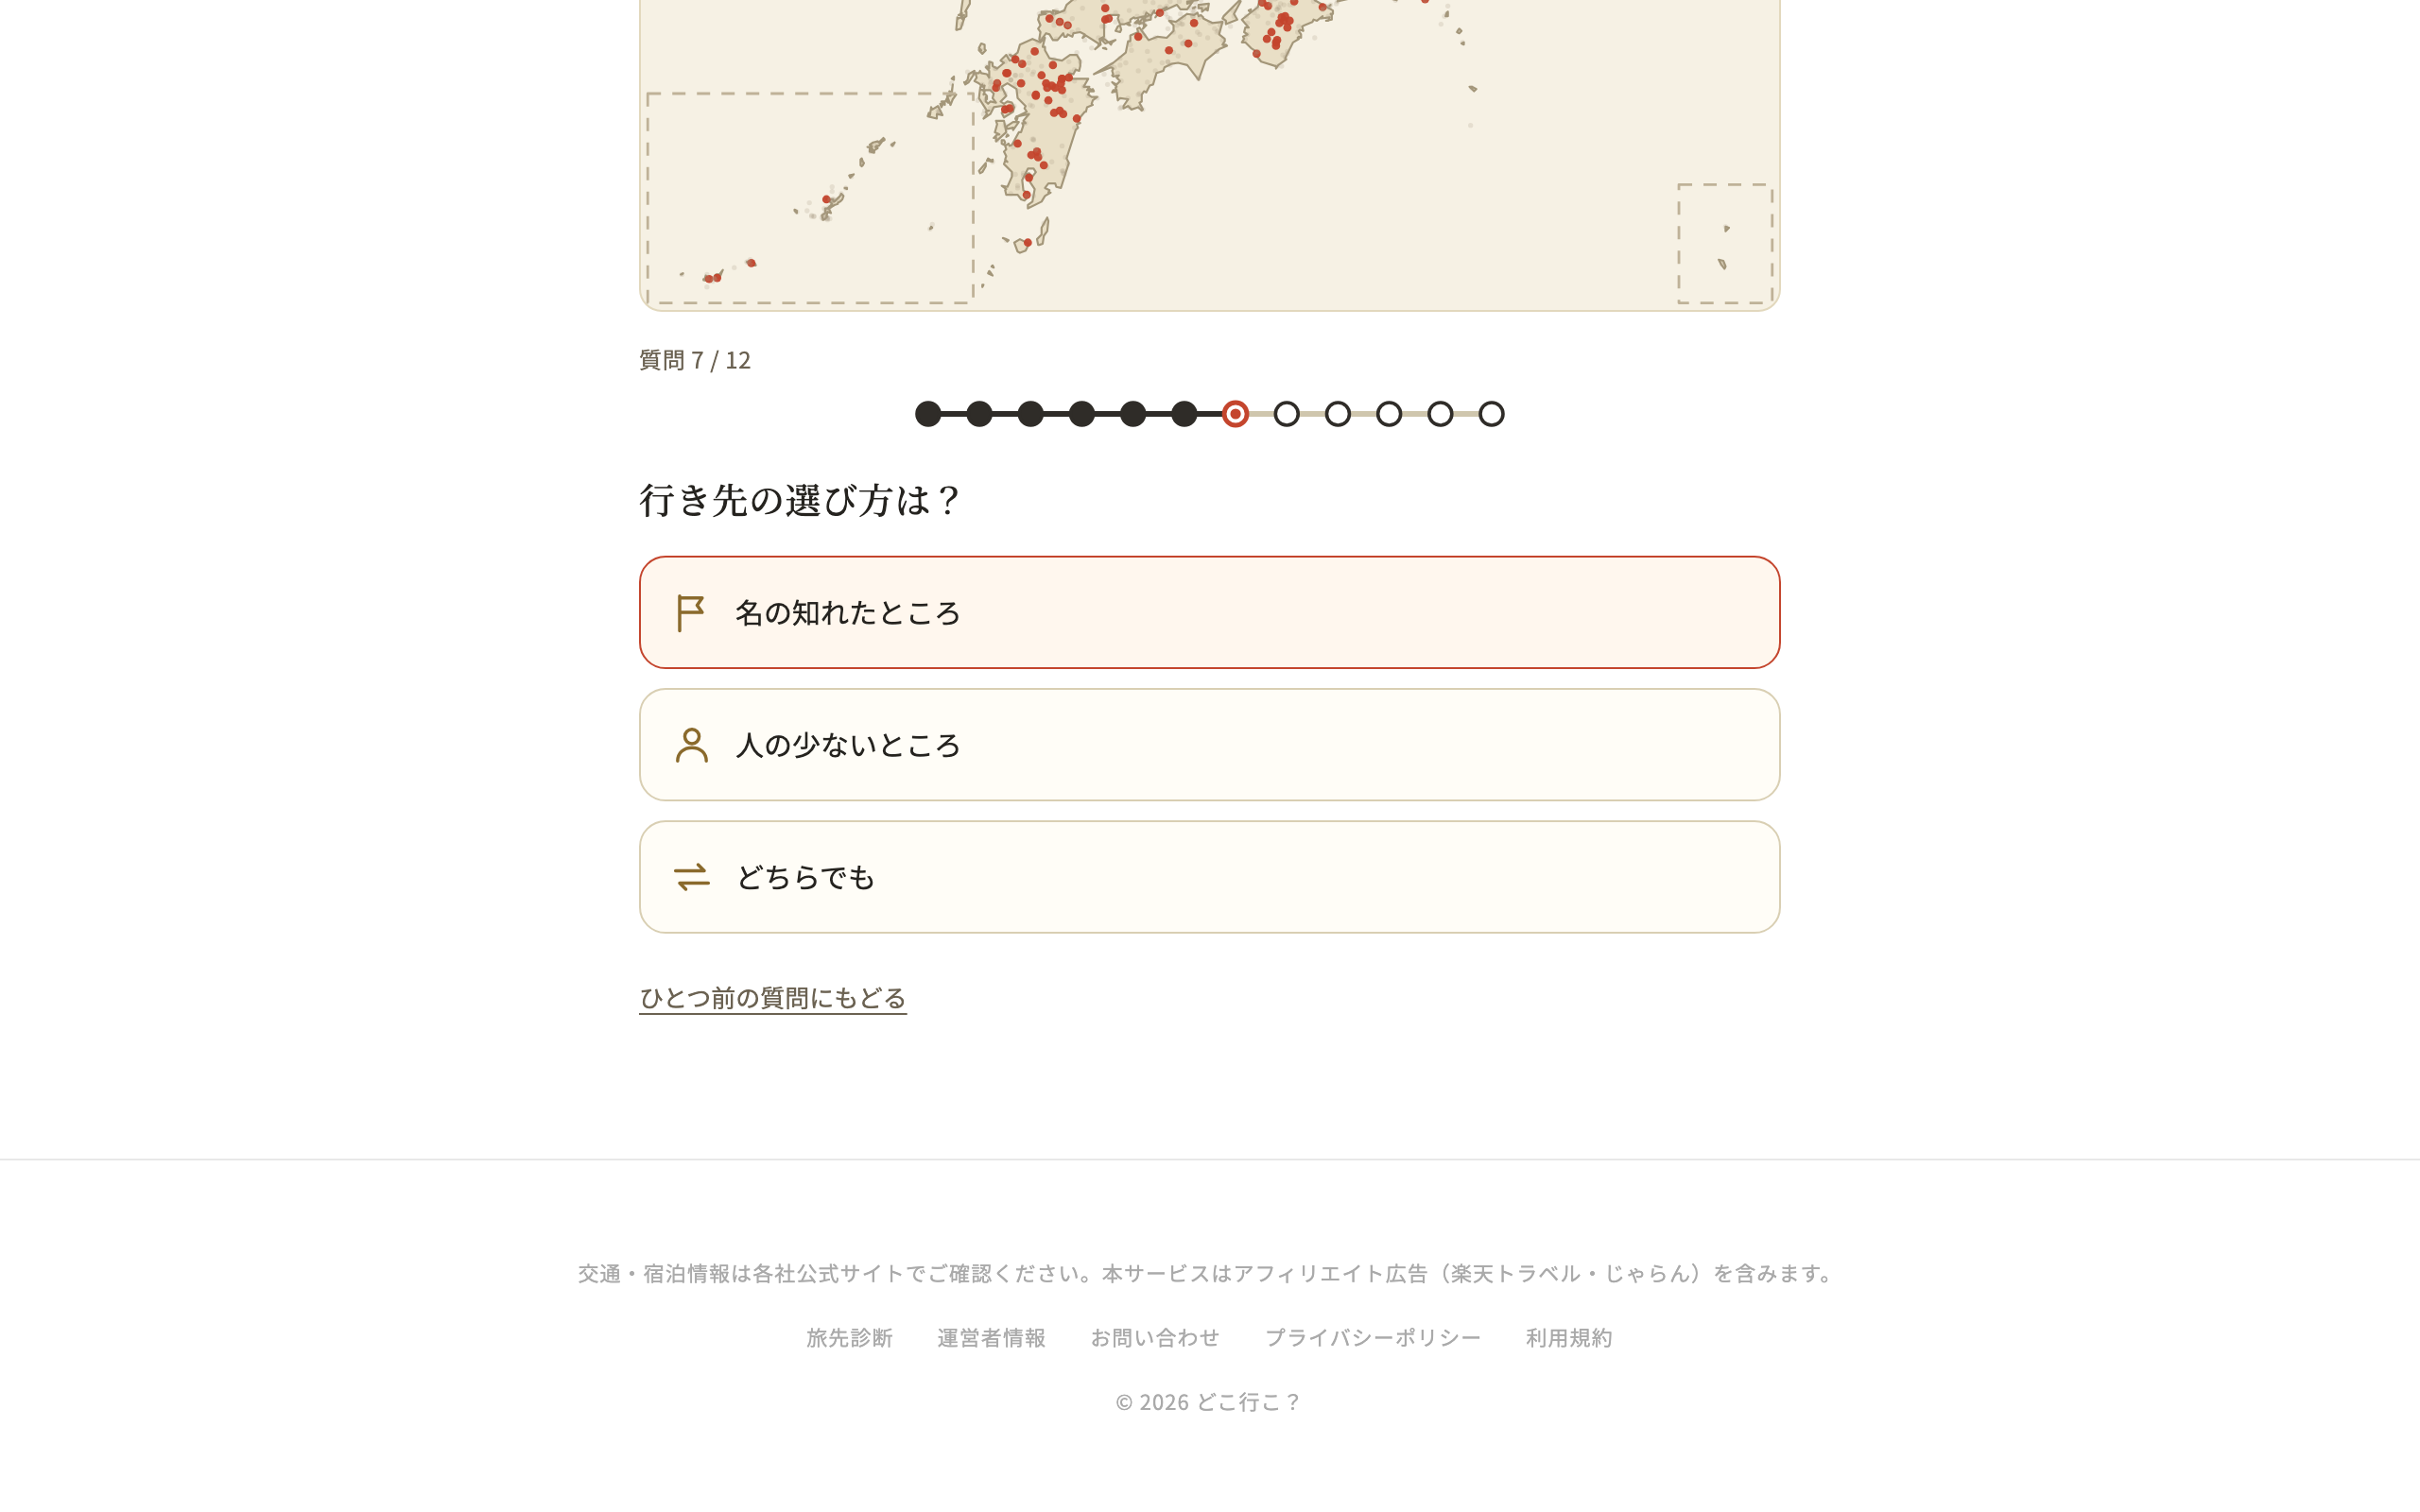 質問 7 / 12
行き先の選び方は？
名の知れたところ
人の少ないところ
どちらでも
ひとつ前の質問にもどる
交通・宿泊情報は各社公式サイトでご確認ください。本サービスはアフィリエイト広告（楽天トラベル・じゃらん）を含みます。
旅先診断 運営者情報 お問い合わせ プライバシーポリシー 利用規約
© 2026 どこ行こ？